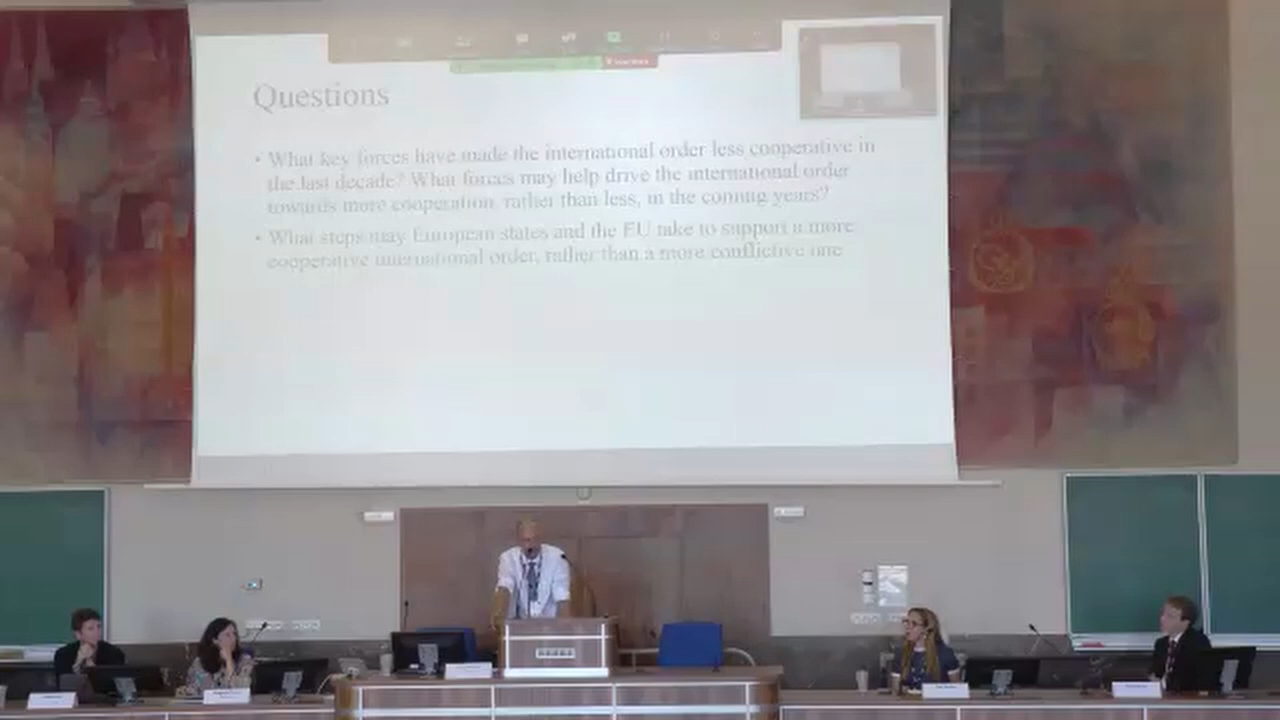 Questions
• What key forces have made the international order less cooperative in
the last decade? What forces may help drive the international order
towards more cooperation, rather than less, in the coming years?
• What steps may European states and the EU take to support a more
cooperative international order, rather than a more conflictive one